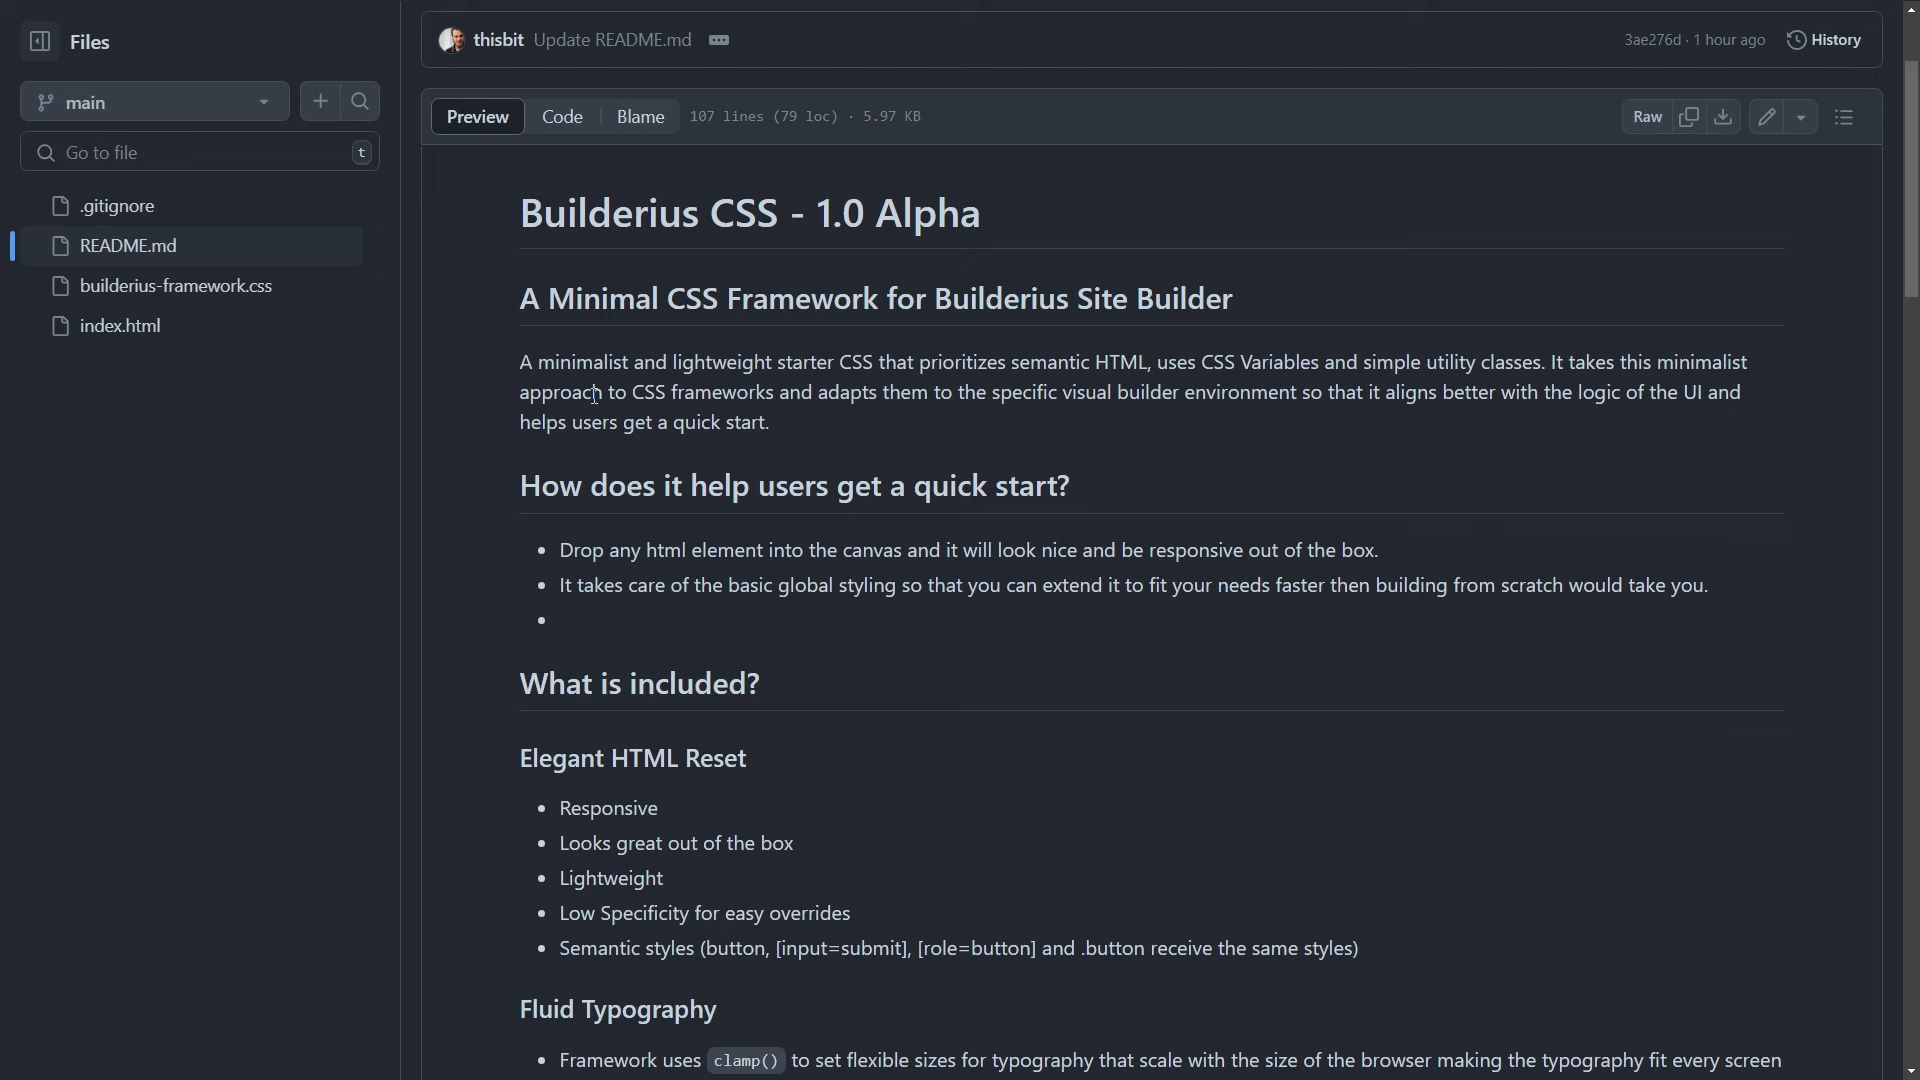 Files
main
Go to file
t
.gitignore
README.md
builderius-framework.css
index.html
thisbit Update README.md
3ae276d · 1 hour ago
History
Preview
Code
Blame
107 lines (79 loc) · 5.97 KB
Raw
Builderius CSS - 1.0 Alpha
A Minimal CSS Framework for Builderius Site Builder
A minimalist and lightweight starter CSS that prioritizes semantic HTML, uses CSS Variables and simple utility classes. It takes this minimalist
approach to CSS frameworks and adapts them to the specific visual builder environment so that it aligns better with the logic of the UI and
helps users get a quick start.
How does it help users get a quick start?
• Drop any html element into the canvas and it will look nice and be responsive out of the box.
• It takes care of the basic global styling so that you can extend it to fit your needs faster then building from scratch would take you.
•
What is included?
Elegant HTML Reset
• Responsive
• Looks great out of the box
• Lightweight
• Low Specificity for easy overrides
• Semantic styles (button, [input=submit], [role=button] and .button receive the same styles)
Fluid Typography
• Framework uses clamp() to set flexible sizes for typography that scale with the size of the browser making the typography fit every screen